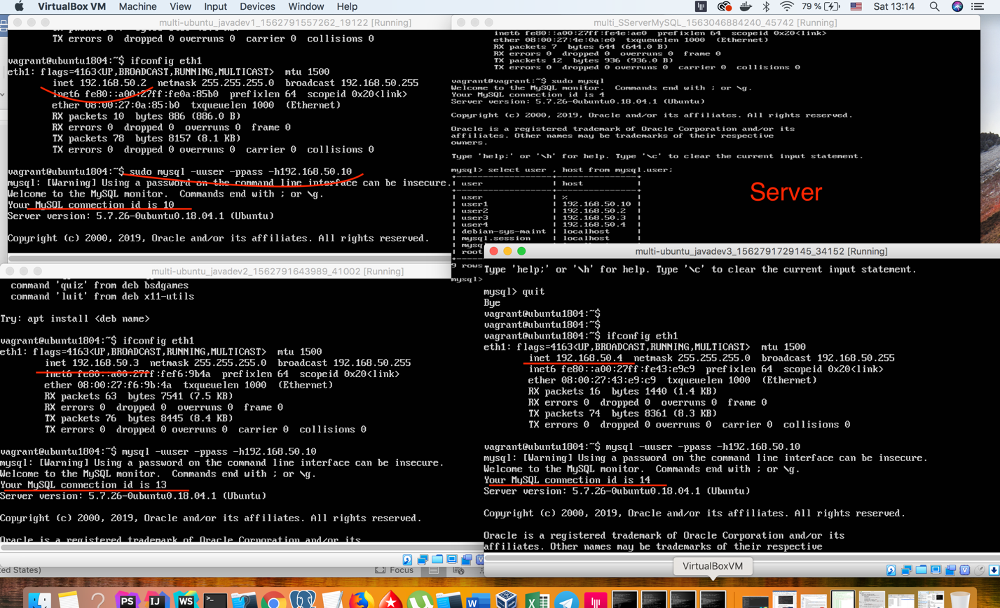 VirtualBox VM Machine View Input Devices Window Help 79 % Sat 13:14
multi-ubuntu_javadev1_1562791557262_19122 [Running]
TX errors 0 dropped 0 overruns 0 carrier 0 collisions 0
vagrant@ubuntu1804:~$ ifconfig eth1
eth1: flags=4163<UP,BROADCAST,RUNNING,MULTICAST> mtu 1500
inet 192.168.50.2 netmask 255.255.255.0 broadcast 192.168.50.255
inet6 fe80::a00:27ff:fe0a:85b0 prefixlen 64 scopeid 0x20<link>
ether 08:00:27:0a:85:b0 txqueuelen 1000 (Ethernet)
RX packets 10 bytes 886 (886.0 B)
RX errors 0 dropped 0 overruns 0 frame 0
TX packets 78 bytes 8157 (8.1 KB)
TX errors 0 dropped 0 overruns 0 carrier 0 collisions 0
vagrant@ubuntu1804:~$ sudo mysql -uuser -ppass -h192.168.50.10
mysql: [Warning] Using a password on the command line interface can be insecure.
Welcome to the MySQL monitor. Commands end with ; or \g.
Your MySQL connection id is 10
Server version: 5.7.26-0ubuntu0.18.04.1 (Ubuntu)
Copyright (c) 2000, 2019, Oracle and/or its affiliates. All rights reserved.
multi_SServerMySQL_1563046884240_45742 [Running]
inet6 fe80::a00:27ff:fe4e:ae0 prefixlen 64 scopeid 0x20<link>
ether 08:00:27:4e:0a:e0 txqueuelen 1000 (Ethernet)
RX packets 7 bytes 644 (644.0 B)
RX errors 0 dropped 0 overruns 0 frame 0
TX packets 12 bytes 936 (936.0 B)
TX errors 0 dropped 0 overruns 0 carrier 0 collisions 0
vagrant@vagrant:~$ sudo mysql
Welcome to the MySQL monitor. Commands end with ; or \g.
Your MySQL connection id is 4
Server version: 5.7.26-0ubuntu0.18.04.1 (Ubuntu)
Copyright (c) 2000, 2019, Oracle and/or its affiliates. All rights reserved.
Oracle is a registered trademark of Oracle Corporation and/or its
affiliates. Other names may be trademarks of their respective
owners.
Type 'help;' or '\h' for help. Type '\c' to clear the current input statement.
mysql> select user , host from mysql.user;
| user | host |
| user | % |
| user1 | 192.168.50.10 |
| user2 | 192.168.50.2 |
| user3 | 192.168.50.3 |
| user4 | 192.168.50.4 |
| debian-sys-maint | localhost |
| mysql.session | localhost |
| mysq
| root
9 rows
mysql>
Server
multi-ubuntu_javadev2_1562791643989_41002 [Running]
command 'quiz' from deb bsdgames
command 'luit' from deb x11-utils
Try: apt install <deb name>
vagrant@ubuntu1804:~$ ifconfig eth1
eth1: flags=4163<UP,BROADCAST,RUNNING,MULTICAST> mtu 1500
inet 192.168.50.3 netmask 255.255.255.0 broadcast 192.168.50.255
inet6 fe80::a00:27ff:fef6:9b4a prefixlen 64 scopeid 0x20<link>
ether 08:00:27:f6:9b:4a txqueuelen 1000 (Ethernet)
RX packets 63 bytes 7541 (7.5 KB)
RX errors 0 dropped 0 overruns 0 frame 0
TX packets 76 bytes 8445 (8.4 KB)
TX errors 0 dropped 0 overruns 0 carrier 0 collisions 0
vagrant@ubuntu1804:~$ mysql -uuser -ppass -h192.168.50.10
mysql: [Warning] Using a password on the command line interface can be insecure.
Welcome to the MySQL monitor. Commands end with ; or \g.
Your MySQL connection id is 13
Server version: 5.7.26-0ubuntu0.18.04.1 (Ubuntu)
Copyright (c) 2000, 2019, Oracle and/or its affiliates. All rights reserved.
Oracle is a registered trademark of Oracle Corporation and/or its
multi-ubuntu_javadev3_1562791729145_34152 [Running]
Type 'help;' or '\h' for help. Type '\c' to clear the current input statement.
mysql> quit
Bye
vagrant@ubuntu1804:~$
vagrant@ubuntu1804:~$
vagrant@ubuntu1804:~$ ifconfig eth1
eth1: flags=4163<UP,BROADCAST,RUNNING,MULTICAST> mtu 1500
inet 192.168.50.4 netmask 255.255.255.0 broadcast 192.168.50.255
inet6 fe80::a00:27ff:fe43:e9c9 prefixlen 64 scopeid 0x20<link>
ether 08:00:27:43:e9:c9 txqueuelen 1000 (Ethernet)
RX packets 16 bytes 1440 (1.4 KB)
RX errors 0 dropped 0 overruns 0 frame 0
TX packets 74 bytes 8361 (8.3 KB)
TX errors 0 dropped 0 overruns 0 carrier 0 collisions 0
vagrant@ubuntu1804:~$ mysql -uuser -ppass -h192.168.50.10
mysql: [Warning] Using a password on the command line interface can be insecure.
Welcome to the MySQL monitor. Commands end with ; or \g.
Your MySQL connection id is 14
Server version: 5.7.26-0ubuntu0.18.04.1 (Ubuntu)
Copyright (c) 2000, 2019, Oracle and/or its affiliates. All rights reserved.
Oracle is a registered trademark of Oracle Corporation and/or its
affiliates. Other names may be trademarks of their respective
ted States) Focus
VirtualBoxVM
PS IJ WS